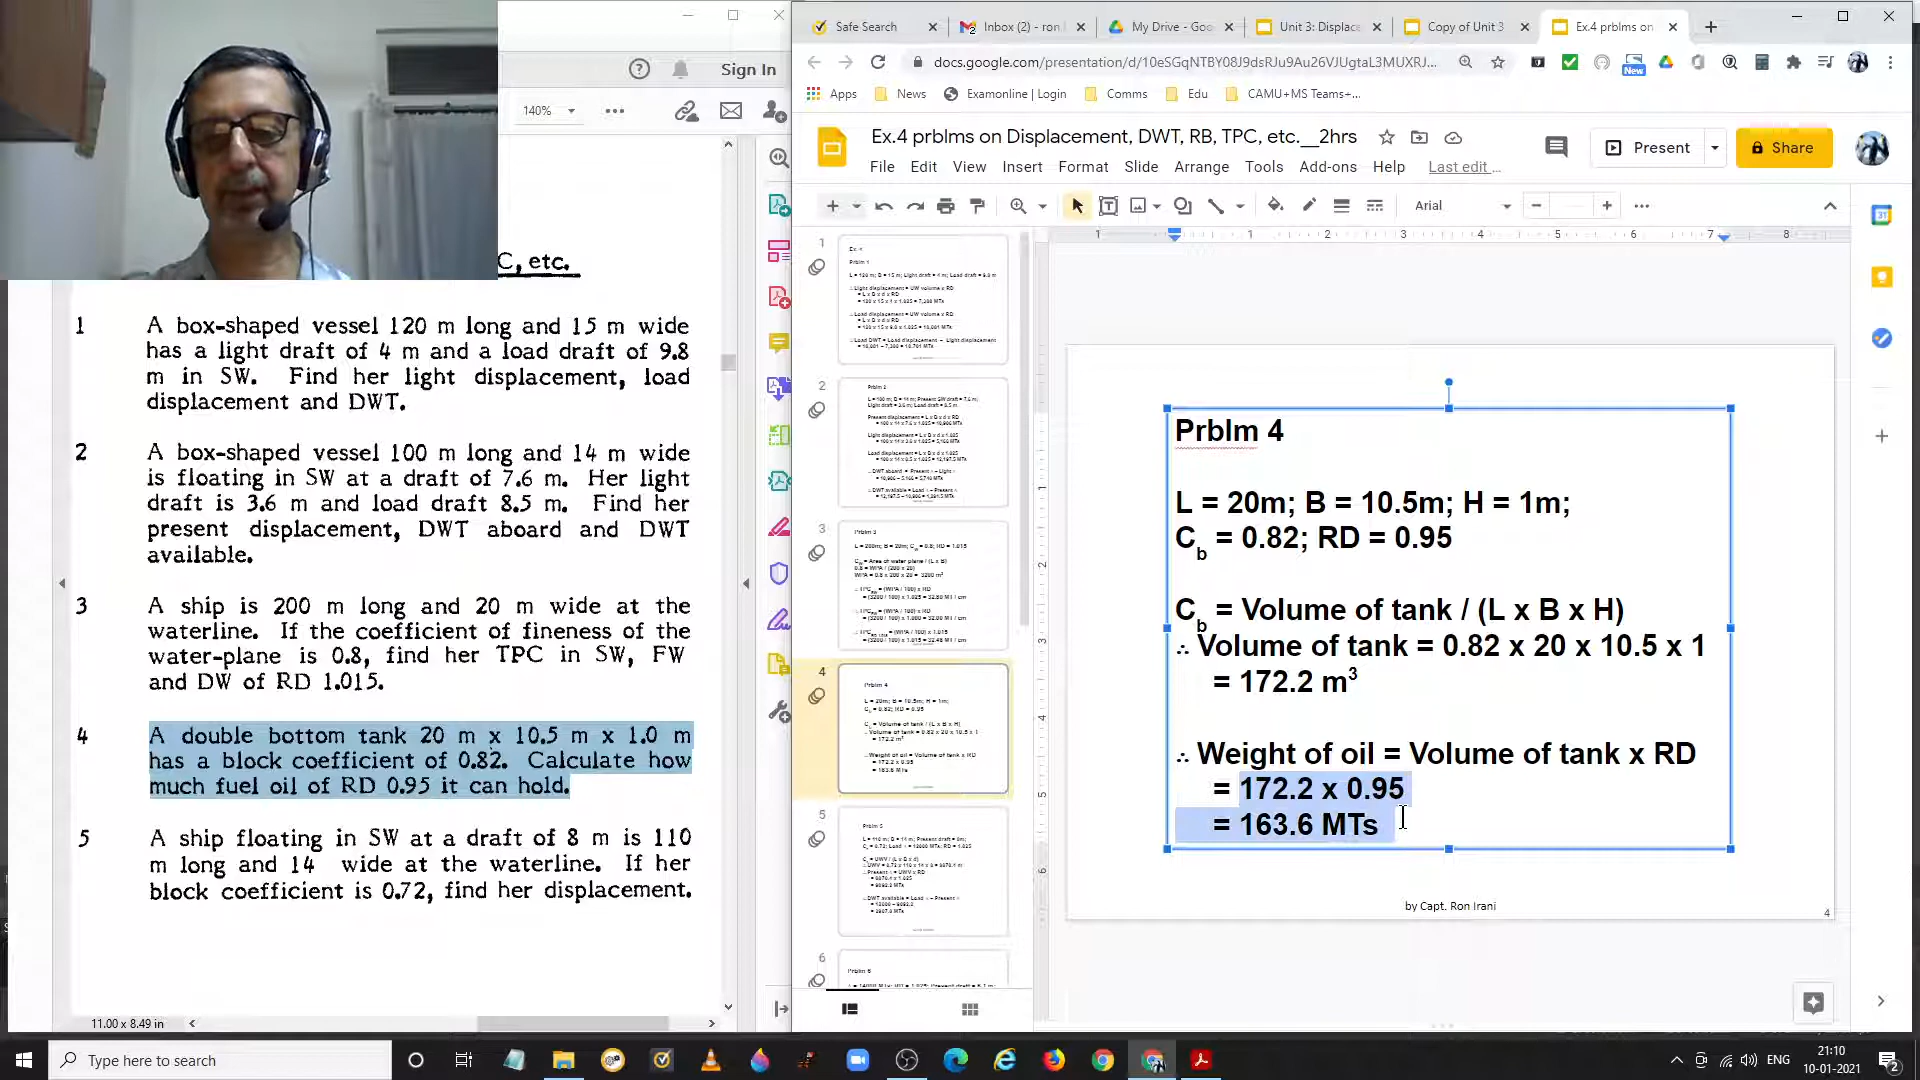 Safe Search
Inbox (2) - ron
My Drive - Goo
Unit 3: Displace
Copy of Unit 3
Ex.4 prblms on
Sign In
docs.google.com/presentation/d/10eSGqNTBY08J9dsRJu9Au26VJUgtaL3MUXRJ...
New
Apps
News
Examonline | Login
Comms
Edu
CAMU+MS Teams+...
140%
Ex.4 prblms on Displacement, DWT, RB, TPC, etc.__2hrs
Present
Share
File Edit View Insert Format Slide Arrange Tools Add-ons Help Last edit ...
Arial
C, etc.
1 A box-shaped vessel 120 m long and 15 m wide
has a light draft of 4 m and a load draft of 9.8
m in SW. Find her light displacement, load
displacement and DWT.
2 A box-shaped vessel 100 m long and 14 m wide
is floating in SW at a draft of 7.6 m. Her light
draft is 3.6 m and load draft 8.5 m. Find her
present displacement, DWT aboard and DWT
available.
3 A ship is 200 m long and 20 m wide at the
waterline. If the coefficient of fineness of the
water-plane is 0.8, find her TPC in SW, FW
and DW of RD 1.015.
4 A double bottom tank 20 m x 10.5 m x 1.0 m
has a block coefficient of 0.82. Calculate how
much fuel oil of RD 0.95 it can hold.
5 A ship floating in SW at a draft of 8 m is 110
m long and 14 wide at the waterline. If her
block coefficient is 0.72, find her displacement.
11.00 x 8.49 in
1
2
3
4
5
6
Prblm 4
L = 20m; B = 10.5m; H = 1m;
Cb = 0.82; RD = 0.95
Cb = Volume of tank / (L x B x H)
∴ Volume of tank = 0.82 x 20 x 10.5 x 1
= 172.2 m³
∴ Weight of oil = Volume of tank x RD
= 172.2 x 0.95
= 163.6 MTs
by Capt. Ron Irani
4
Type here to search
ENG
21:10
10-01-2021
2